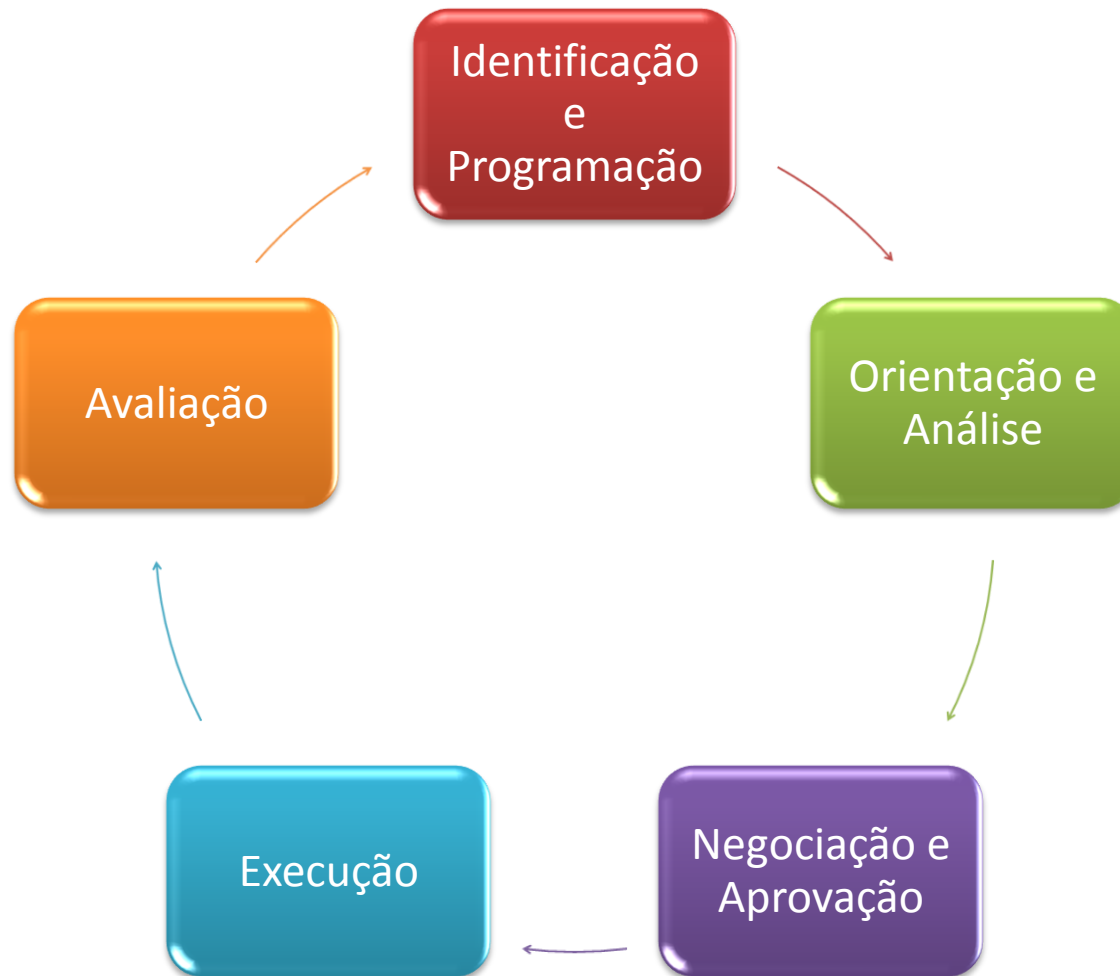 Identificação
e
Programação
Orientação e
Análise
Negociação e
Aprovação
Execução
Avaliação